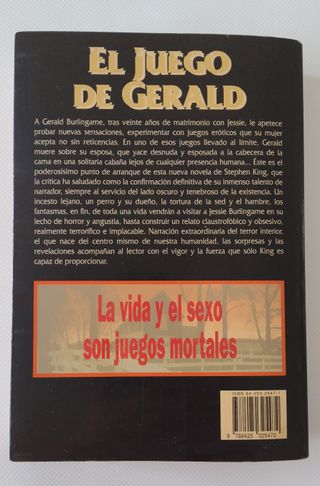 EL JUEGO
DE GERALD
A Gerald Burlingame, tras veinte años de matrimonio con Jessie, le apetece
probar nuevas sensaciones, experimentar con juegos eróticos que su mujer
acepta no sin reticencias. En uno de esos juegos llevado al límite, Gerald
muere sobre su esposa, que yace desnuda y esposada a la cabecera de la
cama en una solitaria cabaña lejos de cualquier presencia humana... Éste es el
poderosísimo punto de arranque de esta nueva novela de Stephen King, que
la crítica ha saludado como la confirmación definitiva de su inmenso talento de
narrador, siempre al servicio del lado oscuro y tenebroso de la existencia. Un
incesto lejano, un perro y su dueño, la tortura de la sed y el hambre, los
fantasmas, en fin, de toda una vida vendrán a visitar a Jessie Burlingame en su
lecho de horror y angustia, hasta construir un relato claustrofóbico y obsesivo,
realmente terrorífico e implacable. Narración extraordinaria del terror interior,
el que nace del centro mismo de nuestra humanidad, las sorpresas y las
revelaciones acompañan al lector con el vigor y la fuerza que sólo King es
capaz de proporcionar.
La vida y el sexo
son juegos mortales
ISBN 84-253-2547-1
9 788425 325472